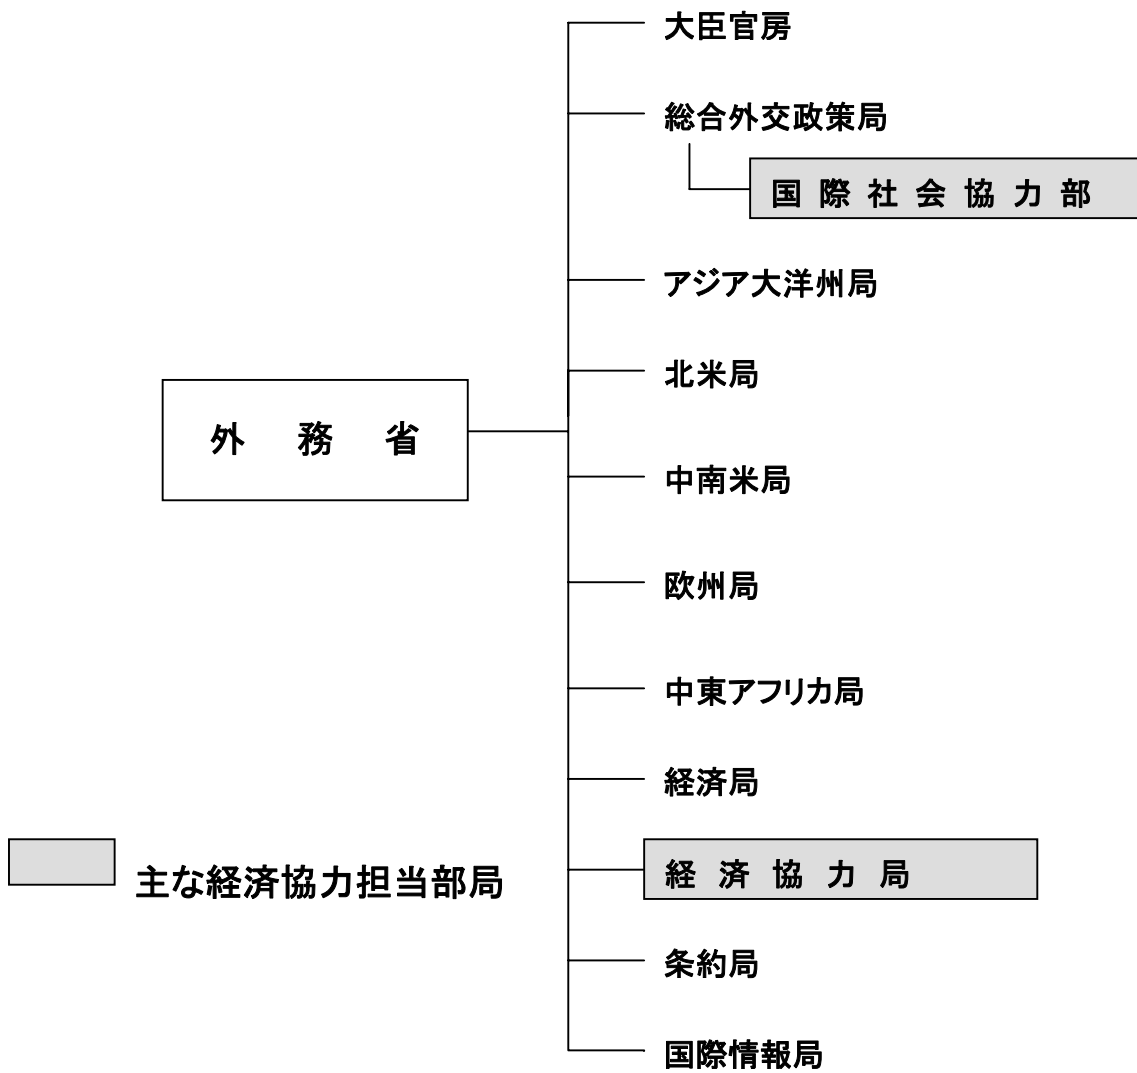 大臣官房
総合外交政策局
国際社会協力部
アジア大洋州局
北米局
外務省
中南米局
欧州局
中東アフリカ局
経済局
経済協力局
主な経済協力担当部局
条約局
国際情報局